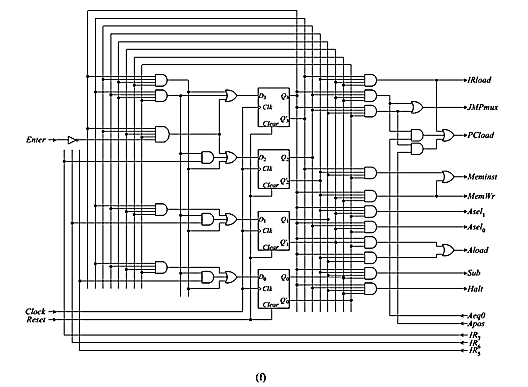 D₃ Q₃ IRload
Clk JMPmux
Clear Q'₃
Enter PCload
D₂ Q₂
Clk Meminst
Clear Q'₂
MemWr
D₁ Q₁ Asel₁
Clk Asel₀
Clear Q'₁
Aload
D₀ Q₀ Sub
Clk Halt
Clear Q'₀
Clock Aeq0
Reset Apos
IR₇
IR₆
IR₅
(f)